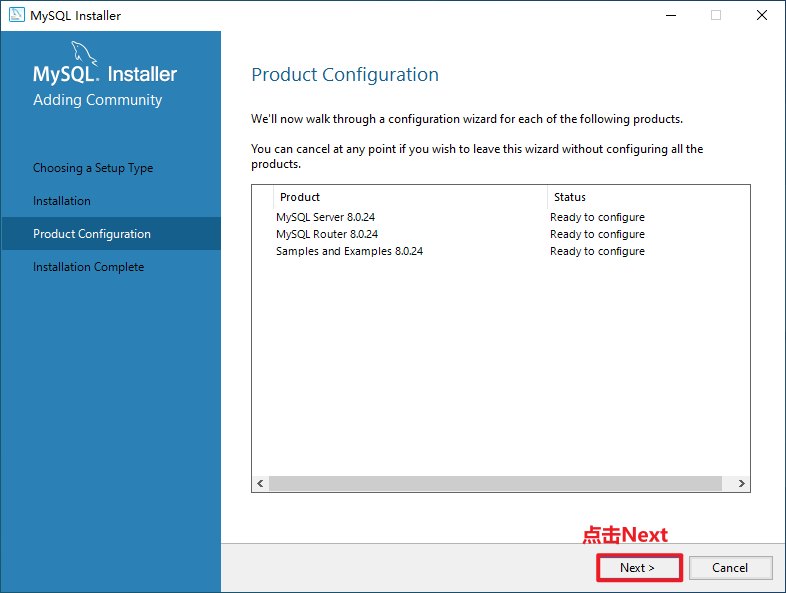 MySQL Installer
MySQL. Installer
Adding Community
Choosing a Setup Type
Installation
Product Configuration
Installation Complete
Product Configuration
We'll now walk through a configuration wizard for each of the following products.
You can cancel at any point if you wish to leave this wizard without configuring all the
products.
Product Status
MySQL Server 8.0.24 Ready to configure
MySQL Router 8.0.24 Ready to configure
Samples and Examples 8.0.24 Ready to configure
点击Next
Next > Cancel